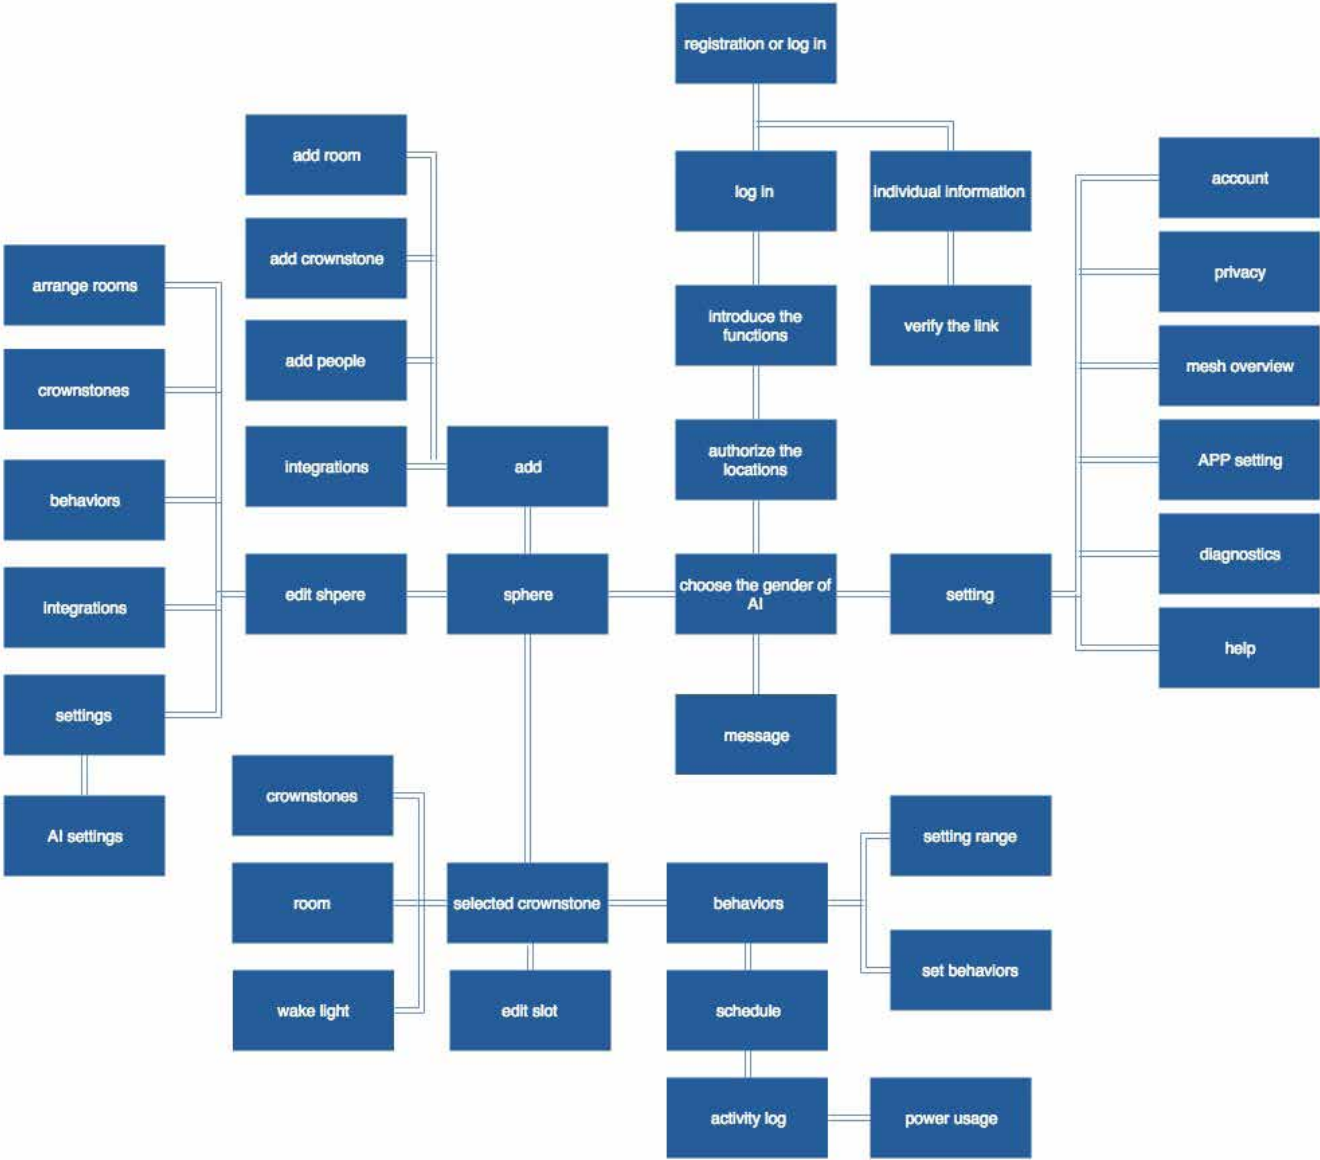 registration or log in
add room
log in
individual information
account
add crownstone
arrange rooms
privacy
introduce the
functions
verify the link
add people
mesh overview
crownstones
authorize the
locations
integrations
add
APP setting
behaviors
diagnostics
edit shpere
sphere
choose the gender of
AI
setting
integrations
help
settings
message
crownstones
AI settings
setting range
room
selected crownstone
behaviors
set behaviors
wake light
edit slot
schedule
activity log
power usage